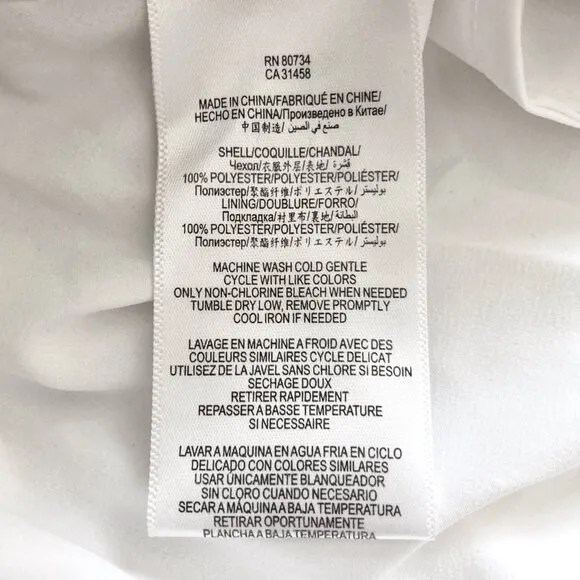 RN 80734
CA 31458
MADE IN CHINA/FABRIQUÉ EN CHINE/
HECHO EN CHINA/Произведено в Китае/
中国制造/ صنع في الصين/
SHELL/COQUILLE/CHANDAL/
Чехол/衣服外层/表地/قشرة/
100% POLYESTER/POLYESTER/POLIÉSTER/
Полиэстер/聚酯纤维/ポリエステル/بوليستر/
LINING/DOUBLURE/FORRO/
Подкладка/衬里布/裏地/البطانة/
100% POLYESTER/POLYESTER/POLIÉSTER/
Полиэстер/聚酯纤维/ポリエステル/بوليستر/
MACHINE WASH COLD GENTLE
CYCLE WITH LIKE COLORS
ONLY NON-CHLORINE BLEACH WHEN NEEDED
TUMBLE DRY LOW, REMOVE PROMPTLY
COOL IRON IF NEEDED
LAVAGE EN MACHINE A FROID AVEC DES
COULEURS SIMILAIRES CYCLE DELICAT
UTILISEZ DE LA JAVEL SANS CHLORE SI BESOIN
SECHAGE DOUX
RETIRER RAPIDEMENT
REPASSER A BASSE TEMPERATURE
SI NECESSAIRE
LAVAR A MAQUINA EN AGUA FRIA EN CICLO
DELICADO CON COLORES SIMILARES
USAR ÚNICAMENTE BLANQUEADOR
SIN CLORO CUANDO NECESARIO
SECAR A MÁQUINA A BAJA TEMPERATURA
RETIRAR OPORTUNAMENTE
PLANCHA A BAJA TEMPERATURA